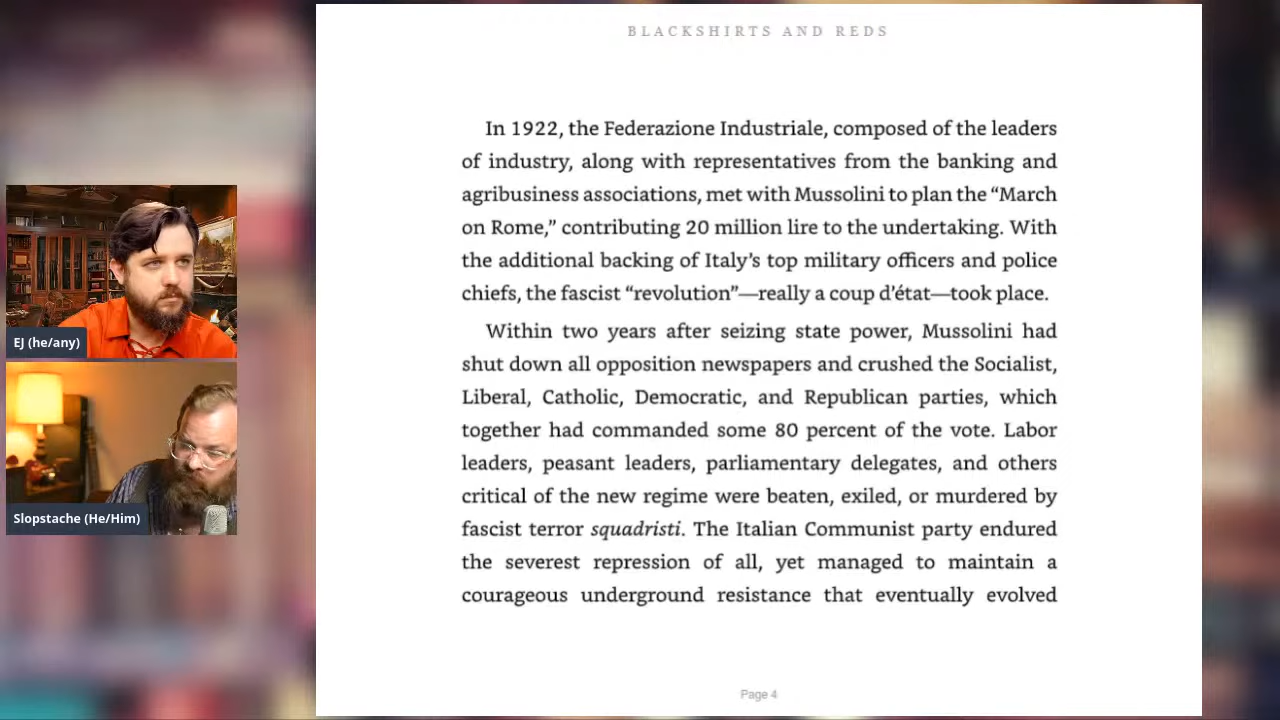 BLACKSHIRTS AND REDS
In 1922, the Federazione Industriale, composed of the leaders
of industry, along with representatives from the banking and
agribusiness associations, met with Mussolini to plan the “March
on Rome,” contributing 20 million lire to the undertaking. With
the additional backing of Italy’s top military officers and police
chiefs, the fascist “revolution”—really a coup d’état—took place.
Within two years after seizing state power, Mussolini had
shut down all opposition newspapers and crushed the Socialist,
Liberal, Catholic, Democratic, and Republican parties, which
together had commanded some 80 percent of the vote. Labor
leaders, peasant leaders, parliamentary delegates, and others
critical of the new regime were beaten, exiled, or murdered by
fascist terror squadristi. The Italian Communist party endured
the severest repression of all, yet managed to maintain a
courageous underground resistance that eventually evolved
Page 4
EJ (he/any)
Slopstache (He/Him)